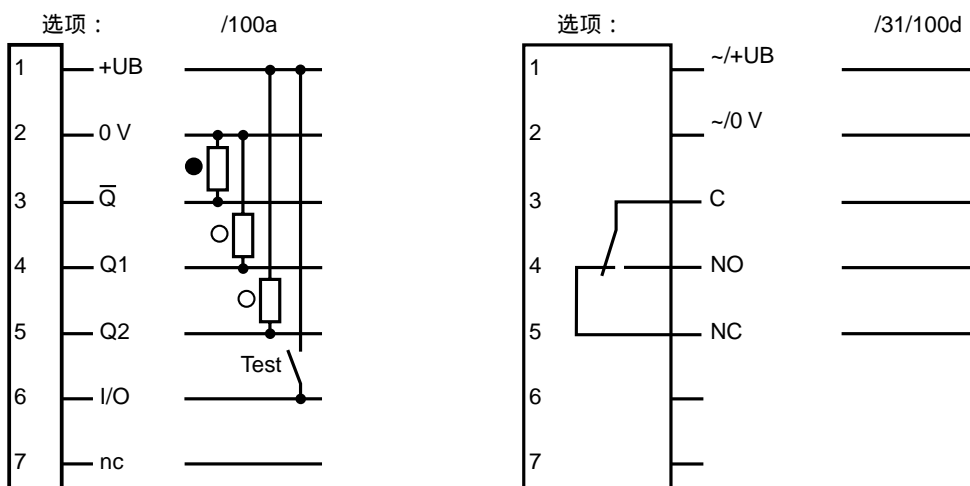 选项： /100a
1 +UB
2 0 V
3 Q̅
4 Q1
5 Q2
Test
6 I/O
7 nc
选项： /31/100d
1 ~/+UB
2 ~/0 V
3 C
4 NO
5 NC
6
7